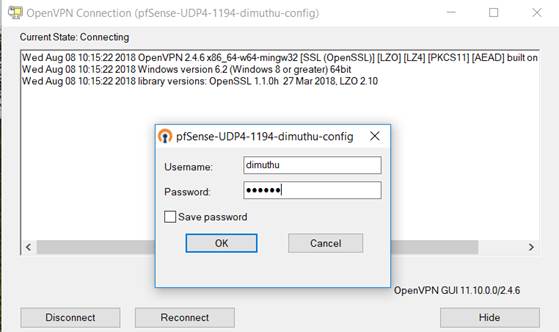 OpenVPN Connection (pfSense-UDP4-1194-dimuthu-config)
Current State: Connecting
Wed Aug 08 10:15:22 2018 OpenVPN 2.4.6 x86_64-w64-mingw32 [SSL (OpenSSL)] [LZO] [LZ4] [PKCS11] [AEAD] built on
Wed Aug 08 10:15:22 2018 Windows version 6.2 (Windows 8 or greater) 64bit
Wed Aug 08 10:15:22 2018 library versions: OpenSSL 1.1.0h 27 Mar 2018, LZO 2.10
pfSense-UDP4-1194-dimuthu-config
Username: dimuthu
Password: ●●●●●●
Save password
OK Cancel
OpenVPN GUI 11.10.0.0/2.4.6
Disconnect Reconnect Hide